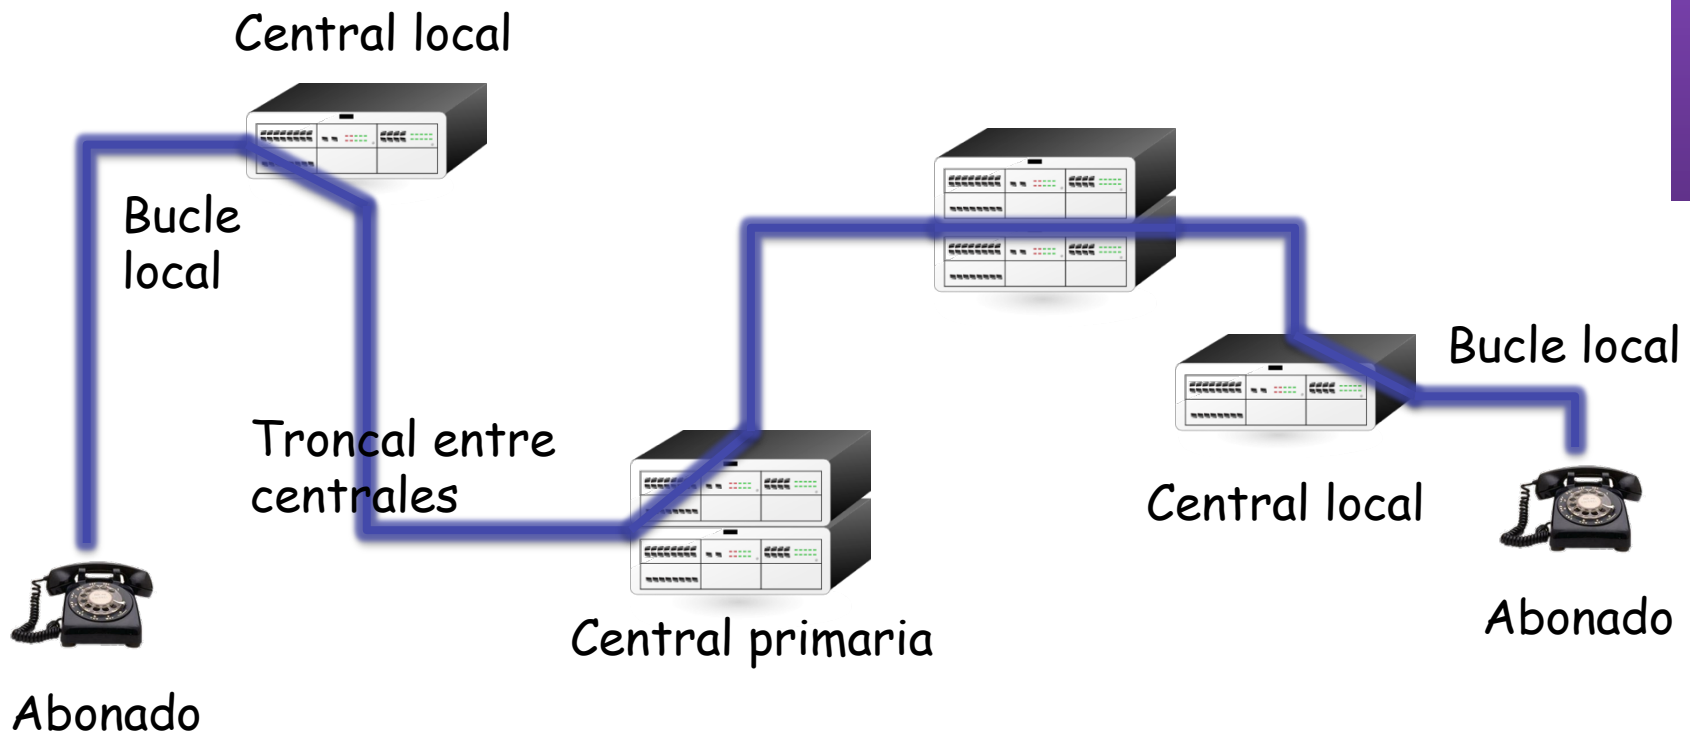 Central local
Bucle
local
Bucle local
Troncal entre
centrales
Central local
Central primaria
Abonado
Abonado